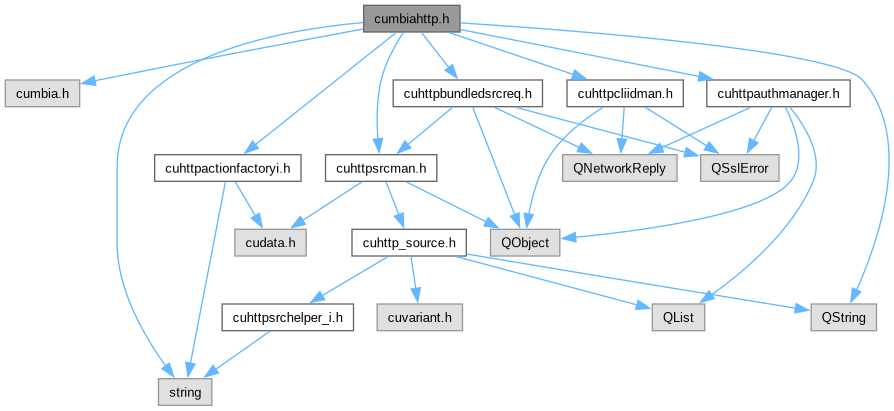 cumbiahttp.h
cumbia.h
cuhttpbundledsrcreq.h
cuhttpcliidman.h
cuhttpauthmanager.h
cuhttpactionfactoryi.h
cuhttpsrcman.h
QNetworkReply
QSslError
cudata.h
cuhttp_source.h
QObject
cuhttpsrchelper_i.h
cuvariant.h
QList
QString
string